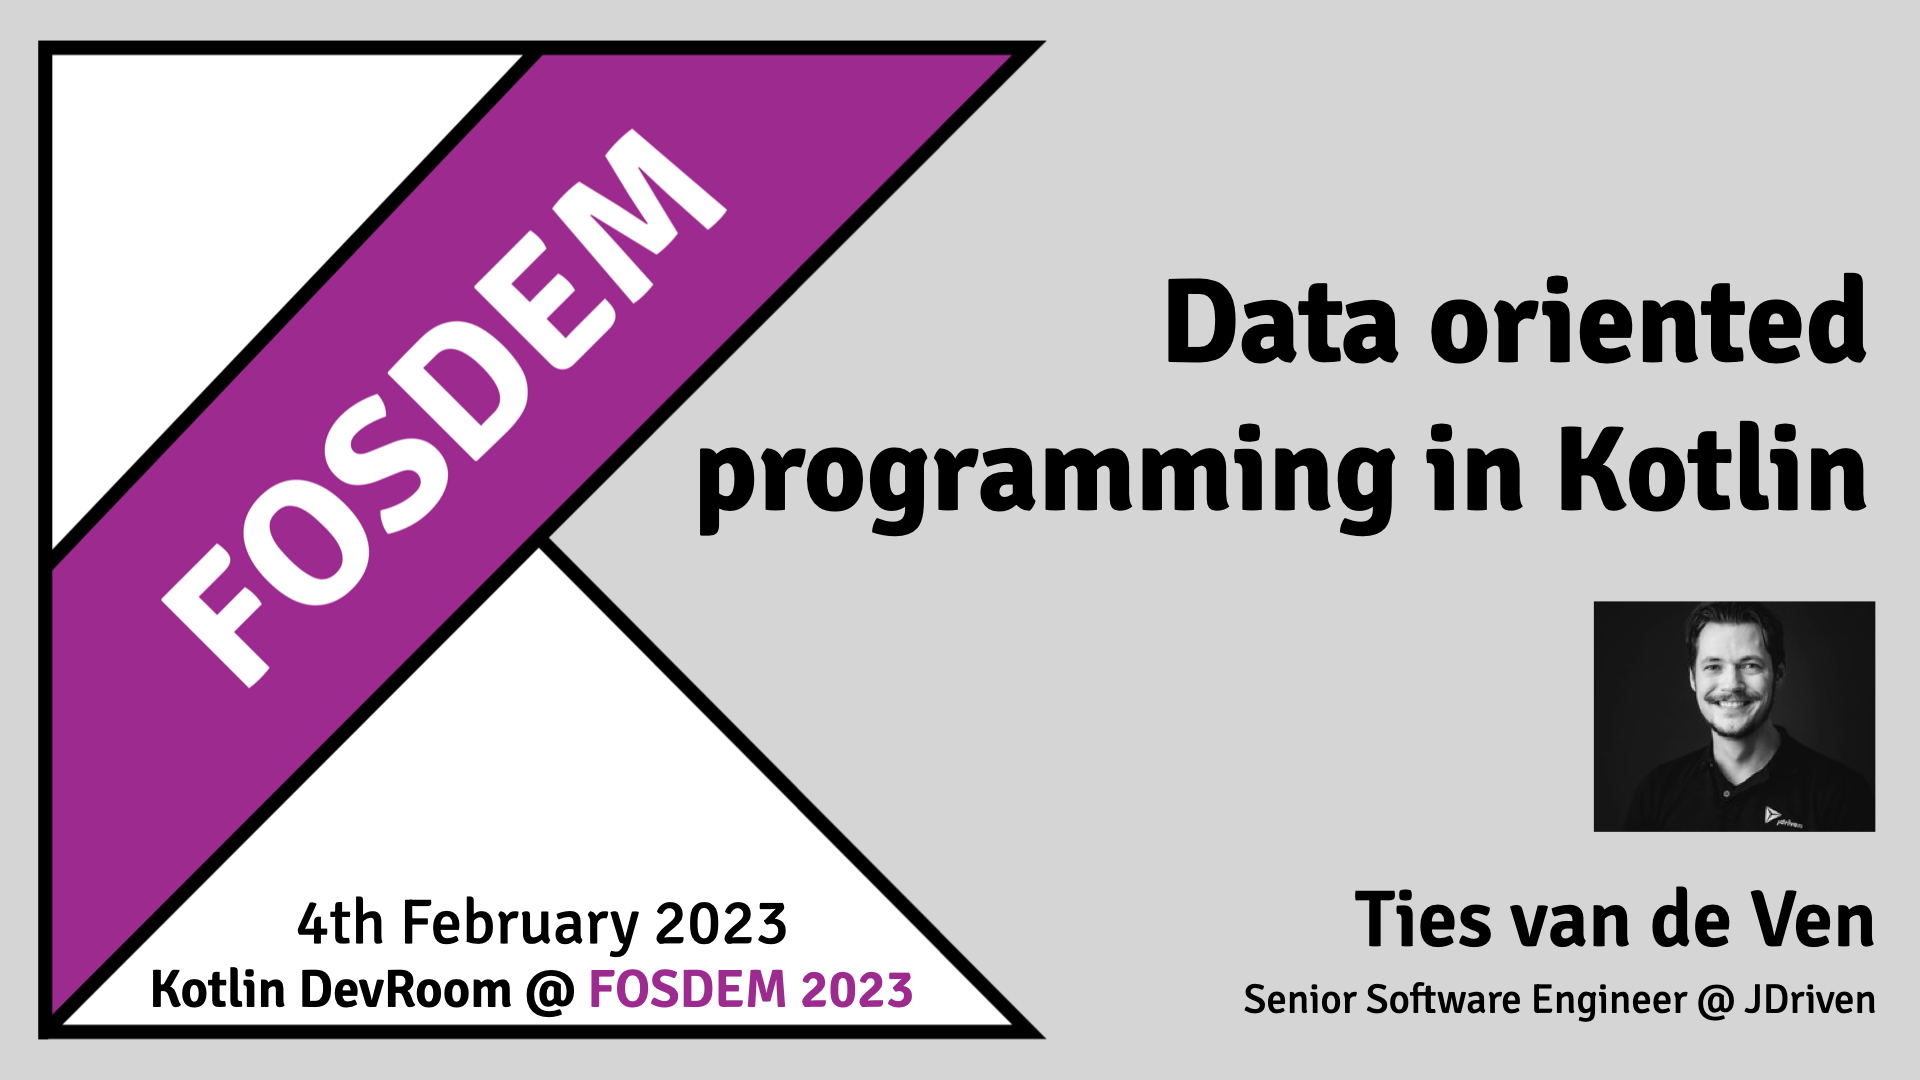 FOSDEM
Data oriented
programming in Kotlin
4th February 2023
Kotlin DevRoom @ FOSDEM 2023
Ties van de Ven
Senior Software Engineer @ JDriven